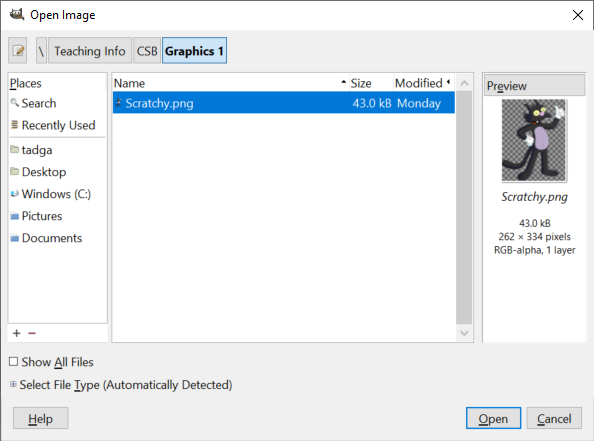 Open Image
\ Teaching Info CSB Graphics 1
Places
Search
Recently Used
tadga
Desktop
Windows (C:)
Pictures
Documents
Name Size Modified
Scratchy.png 43.0 kB Monday
Preview
Scratchy.png
43.0 kB
262 × 334 pixels
RGB-alpha, 1 layer
Show All Files
Select File Type (Automatically Detected)
Help Open Cancel